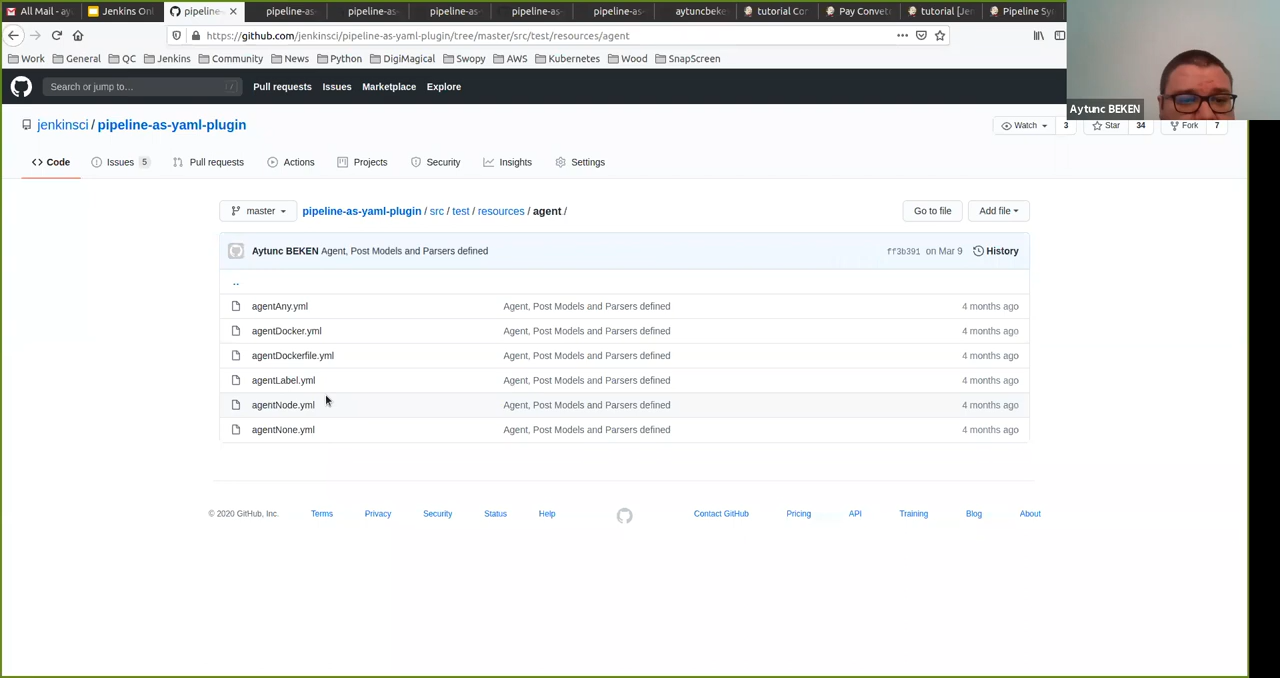 All Mail - ay
Jenkins Onl
pipeline-
pipeline-as-
pipeline-as-
pipeline-as-
pipeline-as-
pipeline-as-
aytuncbeke
tutorial Cor
Pay Convet
tutorial [Jen
Pipeline Sy
https://github.com/jenkinsci/pipeline-as-yaml-plugin/tree/master/src/test/resources/agent
Work General QC Jenkins Community News Python DigiMagical Swopy AWS Kubernetes Wood SnapScreen
Aytunc BEKEN
Search or jump to… / Pull requests Issues Marketplace Explore
jenkinsci / pipeline-as-yaml-plugin
Watch 3 Star 34 Fork 7
Code Issues 5 Pull requests Actions Projects Security Insights Settings
master pipeline-as-yaml-plugin / src / test / resources / agent / Go to file Add file
Aytunc BEKEN Agent, Post Models and Parsers defined ff3b391 on Mar 9 History
..
agentAny.yml Agent, Post Models and Parsers defined 4 months ago
agentDocker.yml Agent, Post Models and Parsers defined 4 months ago
agentDockerfile.yml Agent, Post Models and Parsers defined 4 months ago
agentLabel.yml Agent, Post Models and Parsers defined 4 months ago
agentNode.yml Agent, Post Models and Parsers defined 4 months ago
agentNone.yml Agent, Post Models and Parsers defined 4 months ago
© 2020 GitHub, Inc. Terms Privacy Security Status Help Contact GitHub Pricing API Training Blog About